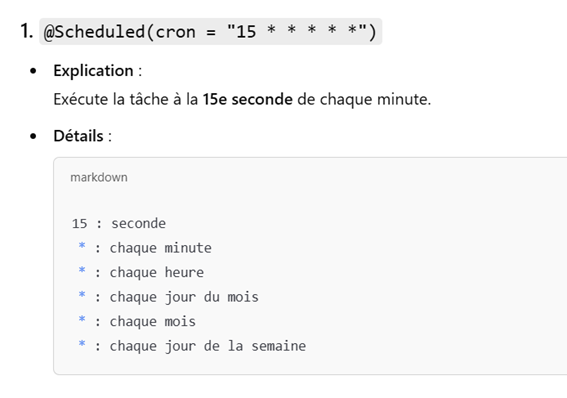 1. @Scheduled(cron = "15 * * * * *")
• Explication :
Exécute la tâche à la 15e seconde de chaque minute.
• Détails :
markdown
15 : seconde
* : chaque minute
* : chaque heure
* : chaque jour du mois
* : chaque mois
* : chaque jour de la semaine